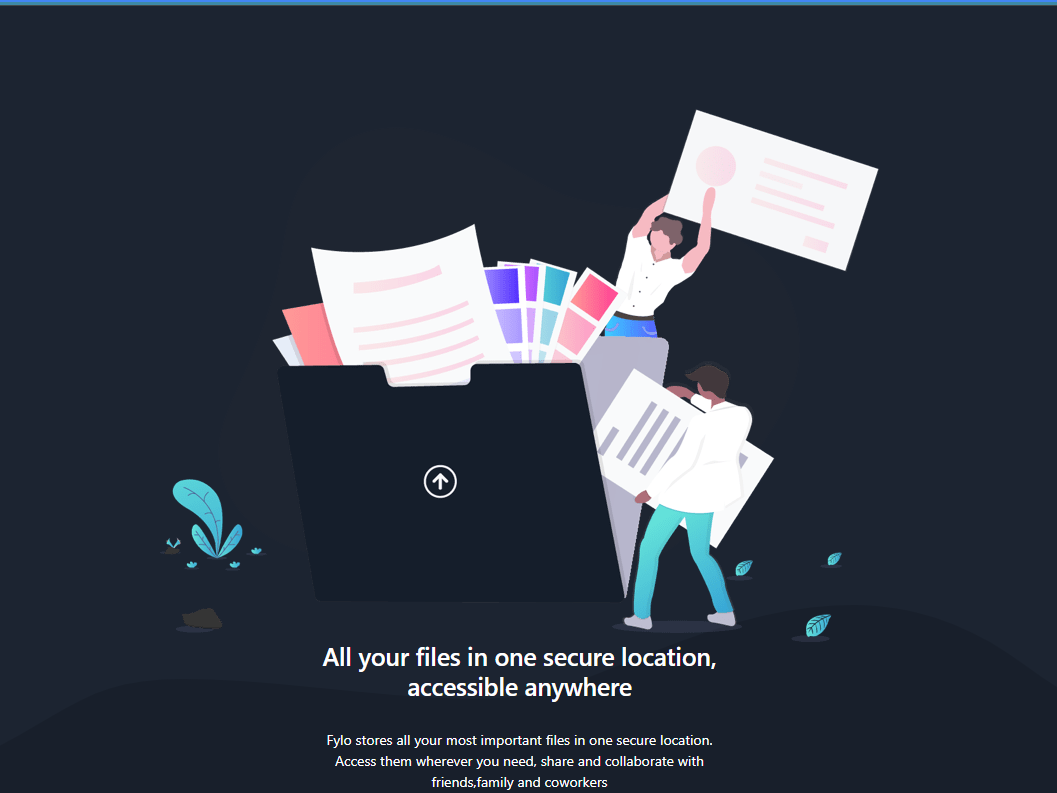 All your files in one secure location,
accessible anywhere
Fylo stores all your most important files in one secure location.
Access them wherever you need, share and collaborate with
friends,family and coworkers